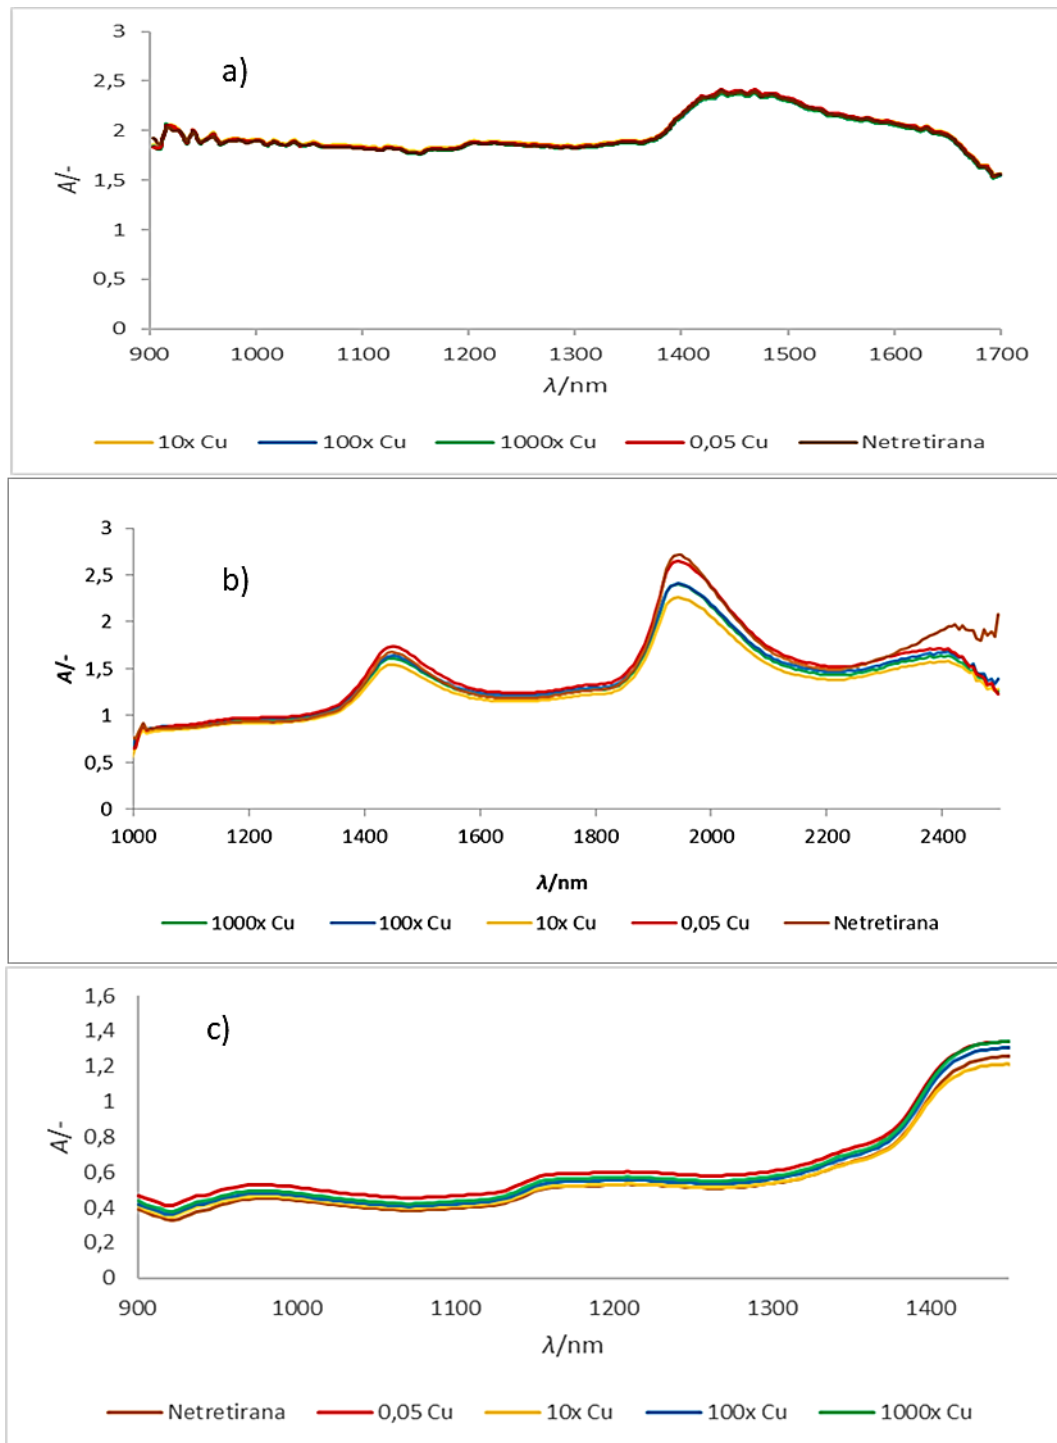 a)
3
2,5
2
1,5
1
0,5
0
A/-
900 1000 1100 1200 1300 1400 1500 1600 1700
λ/nm
10x Cu 100x Cu 1000x Cu 0,05 Cu Netretirana
b)
3
2,5
2
1,5
1
0,5
0
A/-
1000 1200 1400 1600 1800 2000 2200 2400
λ/nm
1000x Cu 100x Cu 10x Cu 0,05 Cu Netretirana
c)
1,6
1,4
1,2
1
0,8
0,6
0,4
0,2
0
A/-
900 1000 1100 1200 1300 1400
λ/nm
Netretirana 0,05 Cu 10x Cu 100x Cu 1000x Cu